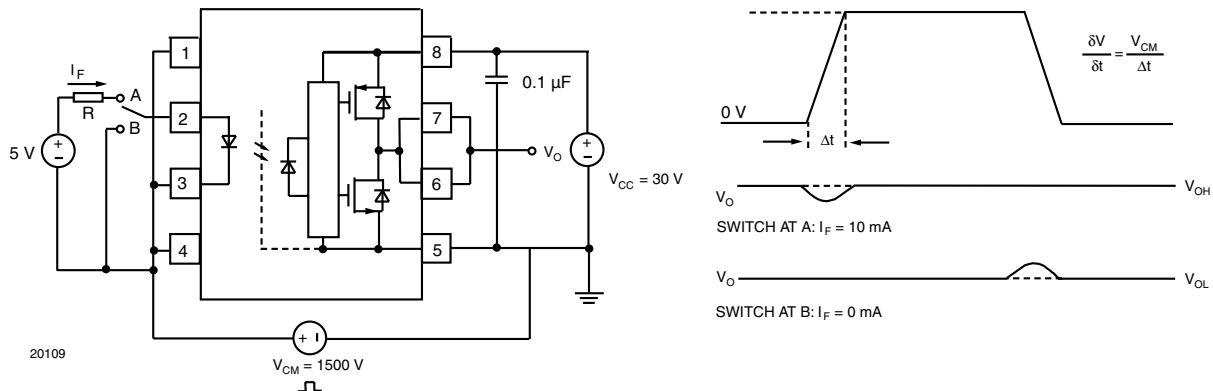 1
2
3
4
8
7
6
5
I_F
R
A
B
5 V
+
-
0.1 µF
V_O
+
-
V_CC = 30 V
+ -
V_CM = 1500 V
20109
0 V
Δt
δV/δt = V_CM/Δt
V_O
V_OH
SWITCH AT A: I_F = 10 mA
V_O
V_OL
SWITCH AT B: I_F = 0 mA